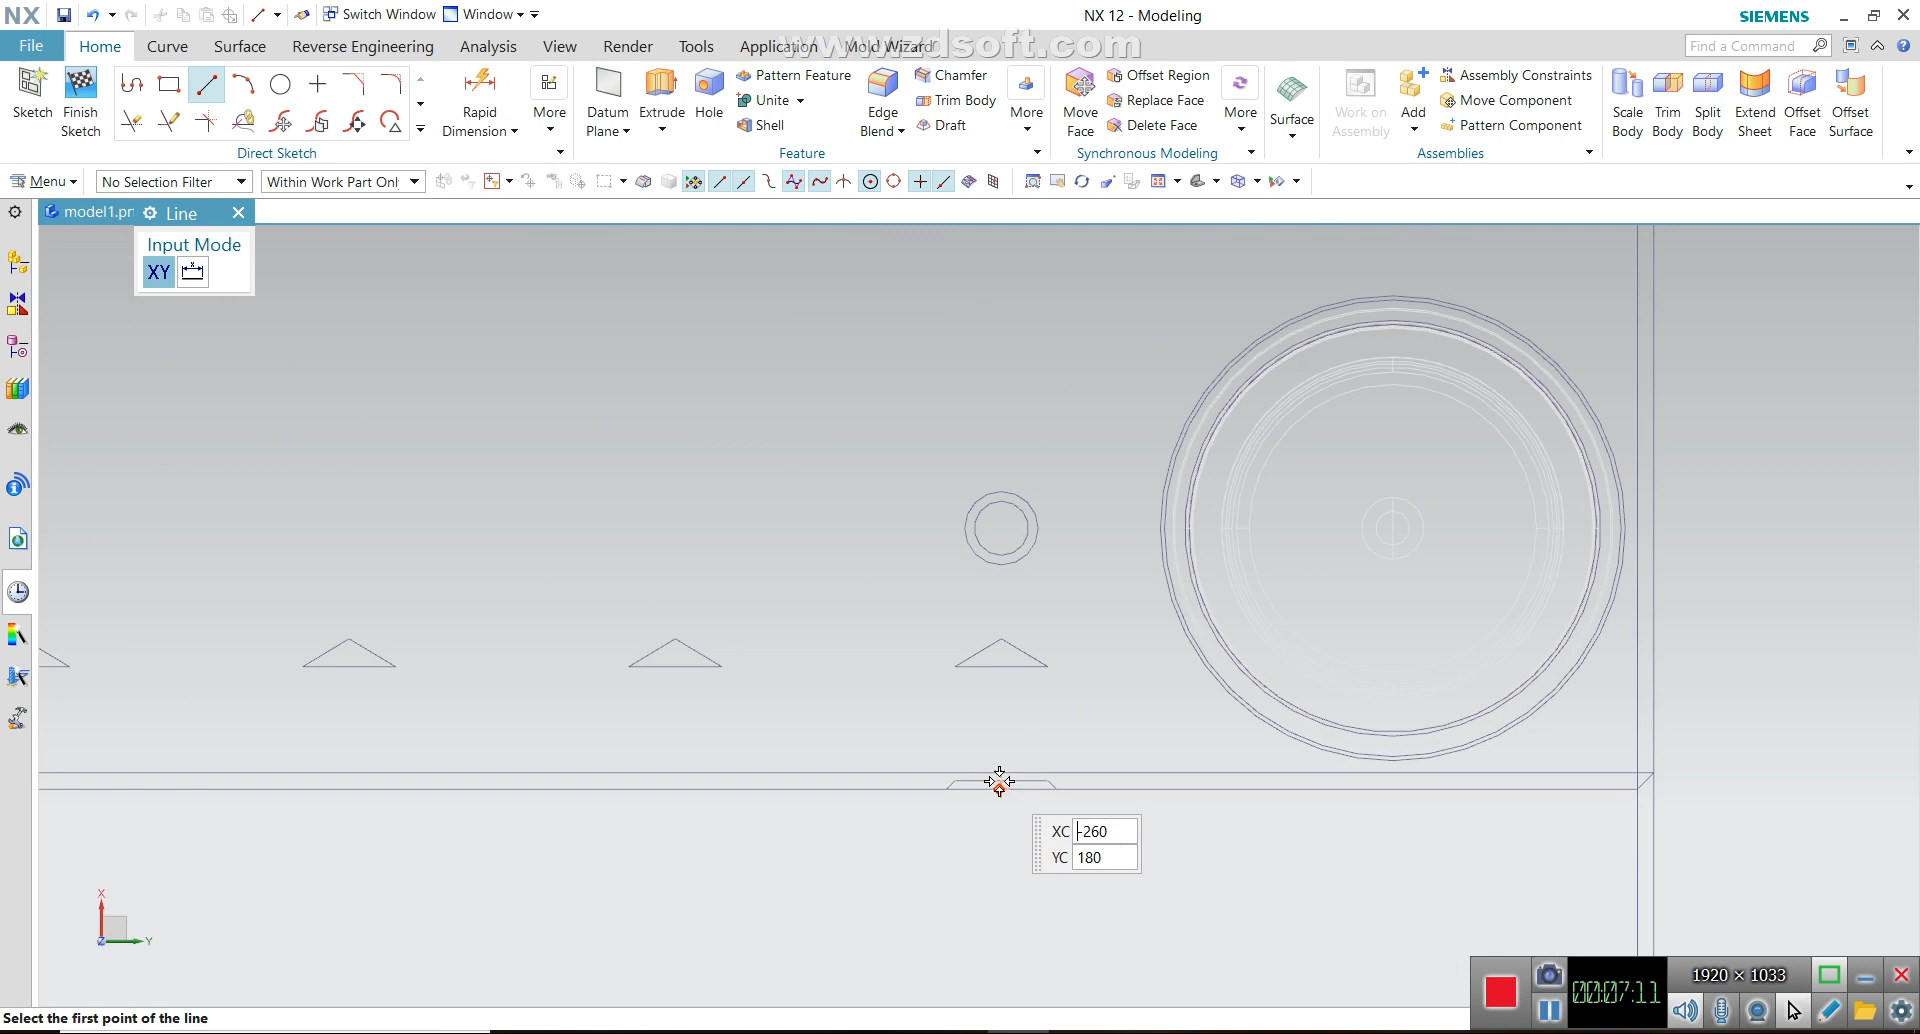 NX Switch Window Window NX 12 - Modeling SIEMENS
File Home Curve Surface Reverse Engineering Analysis View Render Tools Application Mold Wizard Find a Command
www.zdsoft.com
Sketch Finish Sketch Rapid Dimension More Datum Plane Extrude Hole Pattern Feature Unite Shell Edge Blend Chamfer Trim Body Draft More Move Face Offset Region Replace Face Delete Face More Surface Work on Assembly Add Assembly Constraints Move Component Pattern Component Scale Body Trim Body Split Body Extend Sheet Offset Face Offset Surface
Direct Sketch Feature Synchronous Modeling Assemblies
Menu No Selection Filter Within Work Part Onl
model1.pr Line
Input Mode
XY
XC -260
YC 180
X
Z Y
1920 × 1033
00:07:11
Select the first point of the line